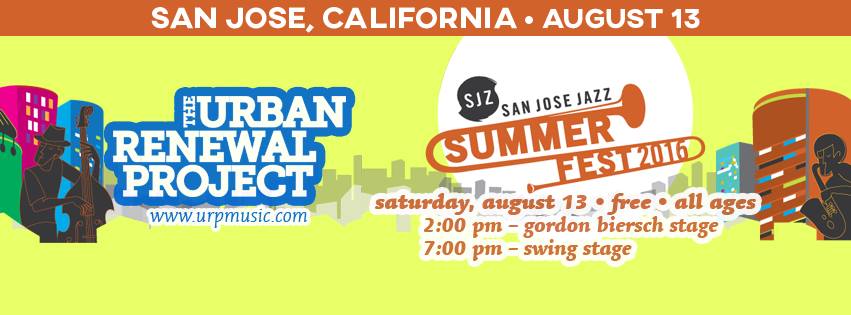 SAN JOSE, CALIFORNIA • AUGUST 13
THE URBAN
RENEWAL
PROJECT
www.urpmusic.com
SJZ SAN JOSE JAZZ
SUMMER
FEST 2016
saturday, august 13 • free • all ages
2:00 pm – gordon biersch stage
7:00 pm – swing stage